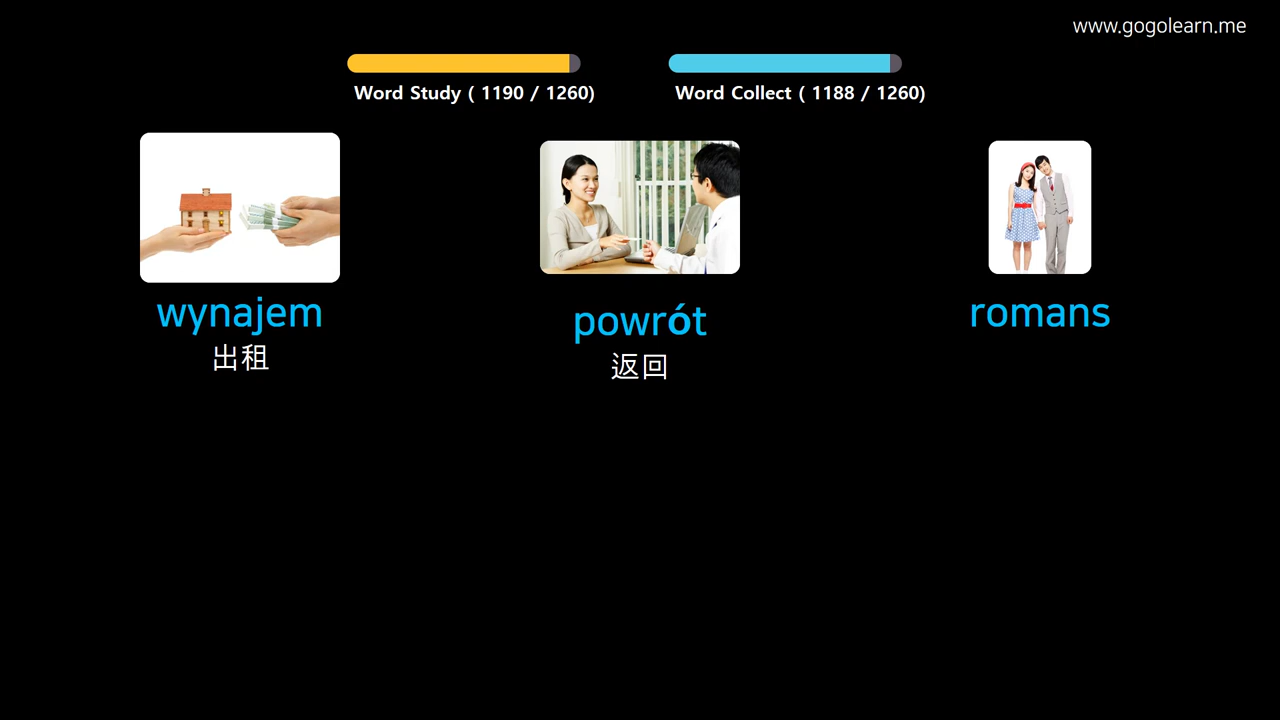 www.gogolearn.me
Word Study ( 1190 / 1260)
Word Collect ( 1188 / 1260)
wynajem
出租
powrót
返回
romans